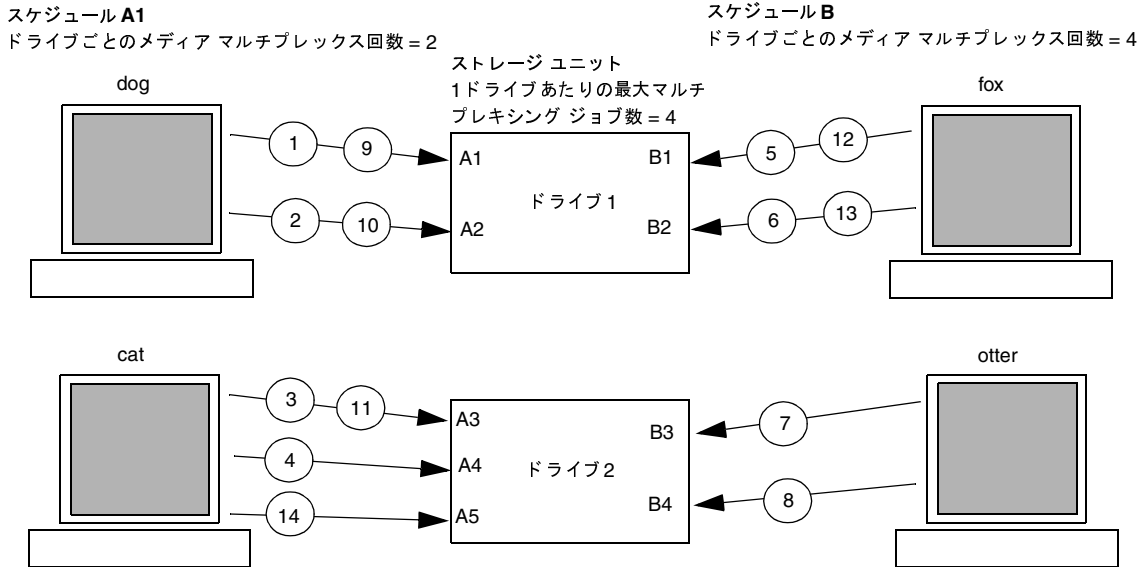 スケジュール A1
ドライブごとのメディア マルチプレックス回数 = 2
スケジュール B
ドライブごとのメディア マルチプレックス回数 = 4
ストレージ ユニット
1ドライブあたりの最大マルチ
プレキシング ジョブ数 = 4
dog
fox
1
9
A1
B1
5
12
ドライブ 1
2
10
A2
B2
6
13
cat
otter
3
11
A3
B3
7
4
A4
ドライブ 2
14
A5
B4
8